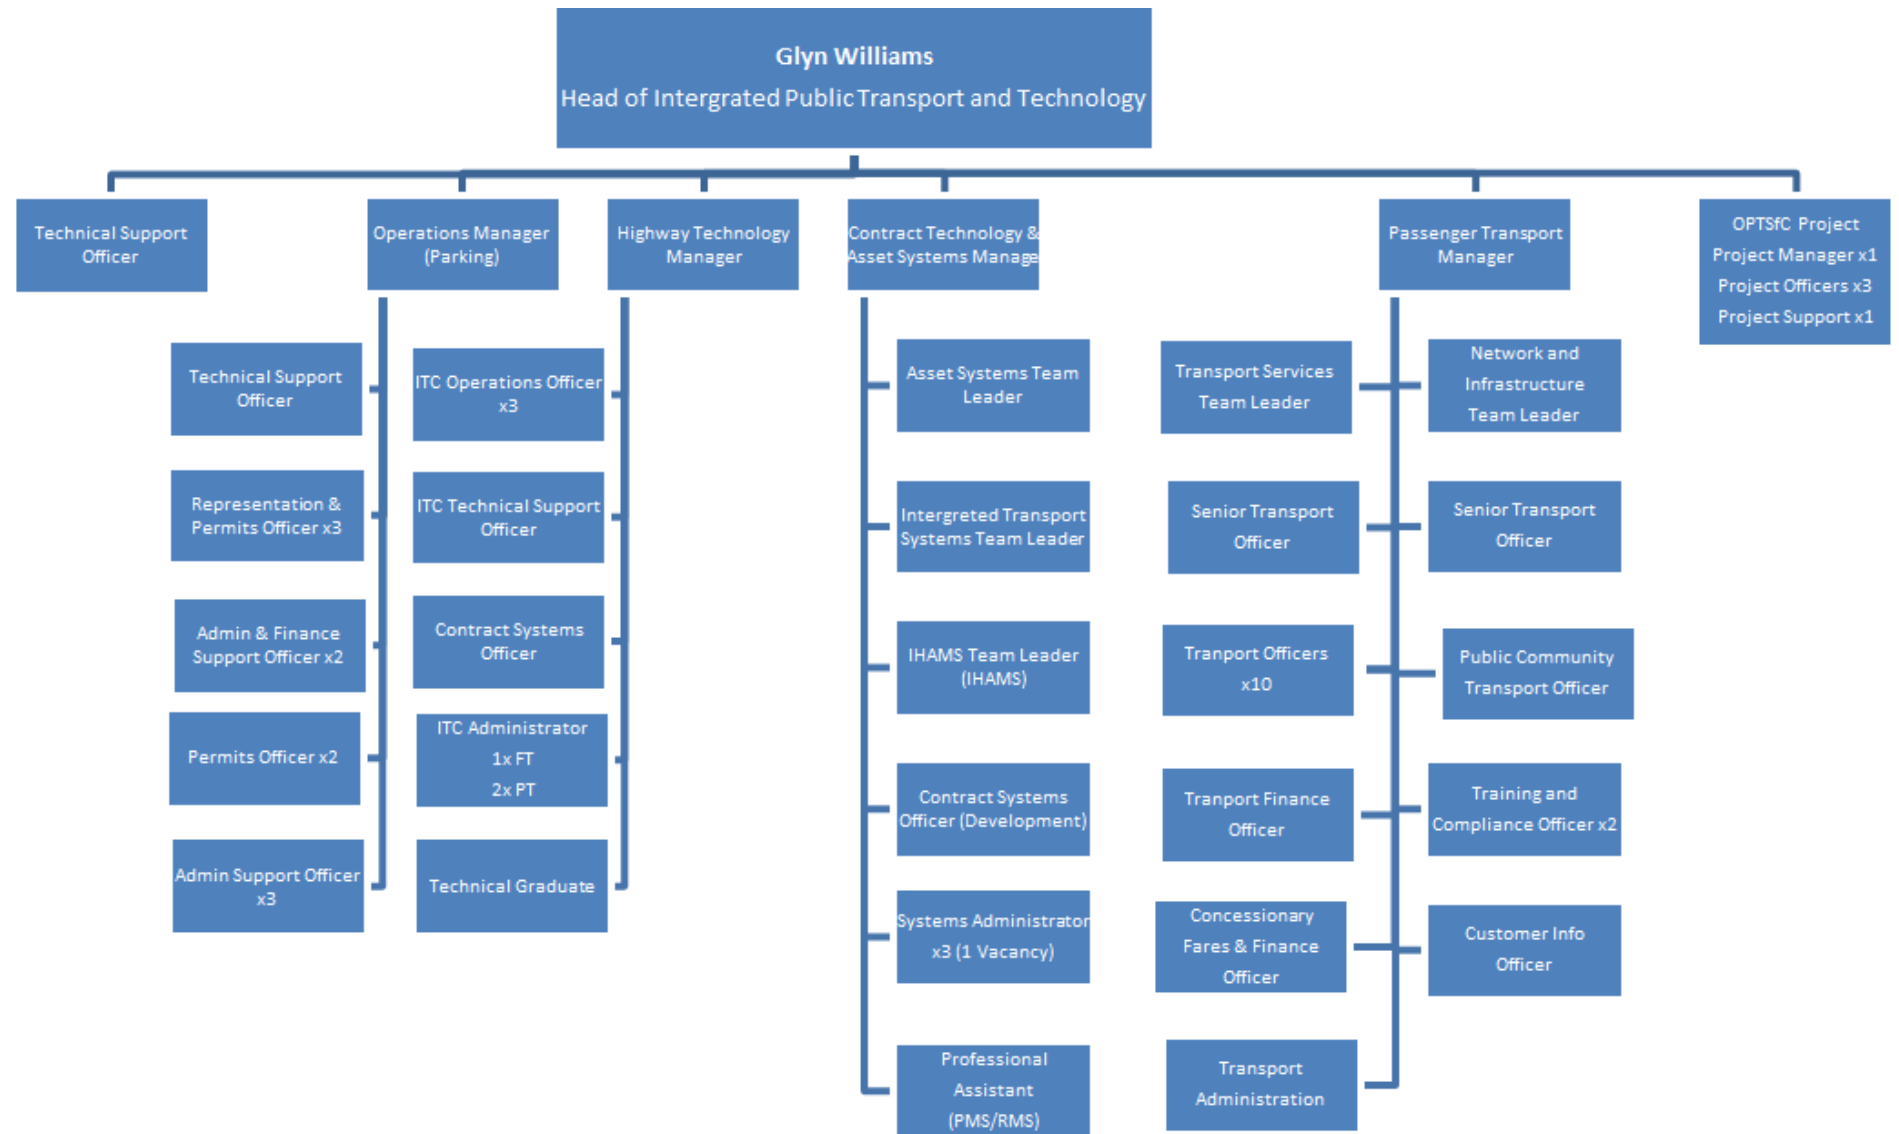 Glyn Williams
Head of Intergrated Public Transport and Technology
Technical Support
Officer
Operations Manager
(Parking)
Highway Technology
Manager
Contract Technology &
Asset Systems Manage
Passenger Transport
Manager
OPTSfC Project
Project Manager x1
Project Officers x3
Project Support x1
Technical Support
Officer
Representation &
Permits Officer x3
Admin & Finance
Support Officer x2
Permits Officer x2
Admin Support Officer
x3
ITC Operations Officer
x3
ITC Technical Support
Officer
Contract Systems
Officer
ITC Administrator
1x FT
2x PT
Technical Graduate
Asset Systems Team
Leader
Intergreted Transport
Systems Team Leader
IHAMS Team Leader
(IHAMS)
Contract Systems
Officer (Development)
Systems Administrator
x3 (1 Vacancy)
Professional
Assistant
(PMS/RMS)
Transport Services
Team Leader
Senior Transport
Officer
Tranport Officers
x10
Tranport Finance
Officer
Concessionary
Fares & Finance
Officer
Transport
Administration
Network and
Infrastructure
Team Leader
Senior Transport
Officer
Public Community
Transport Officer
Training and
Compliance Officer x2
Customer Info
Officer